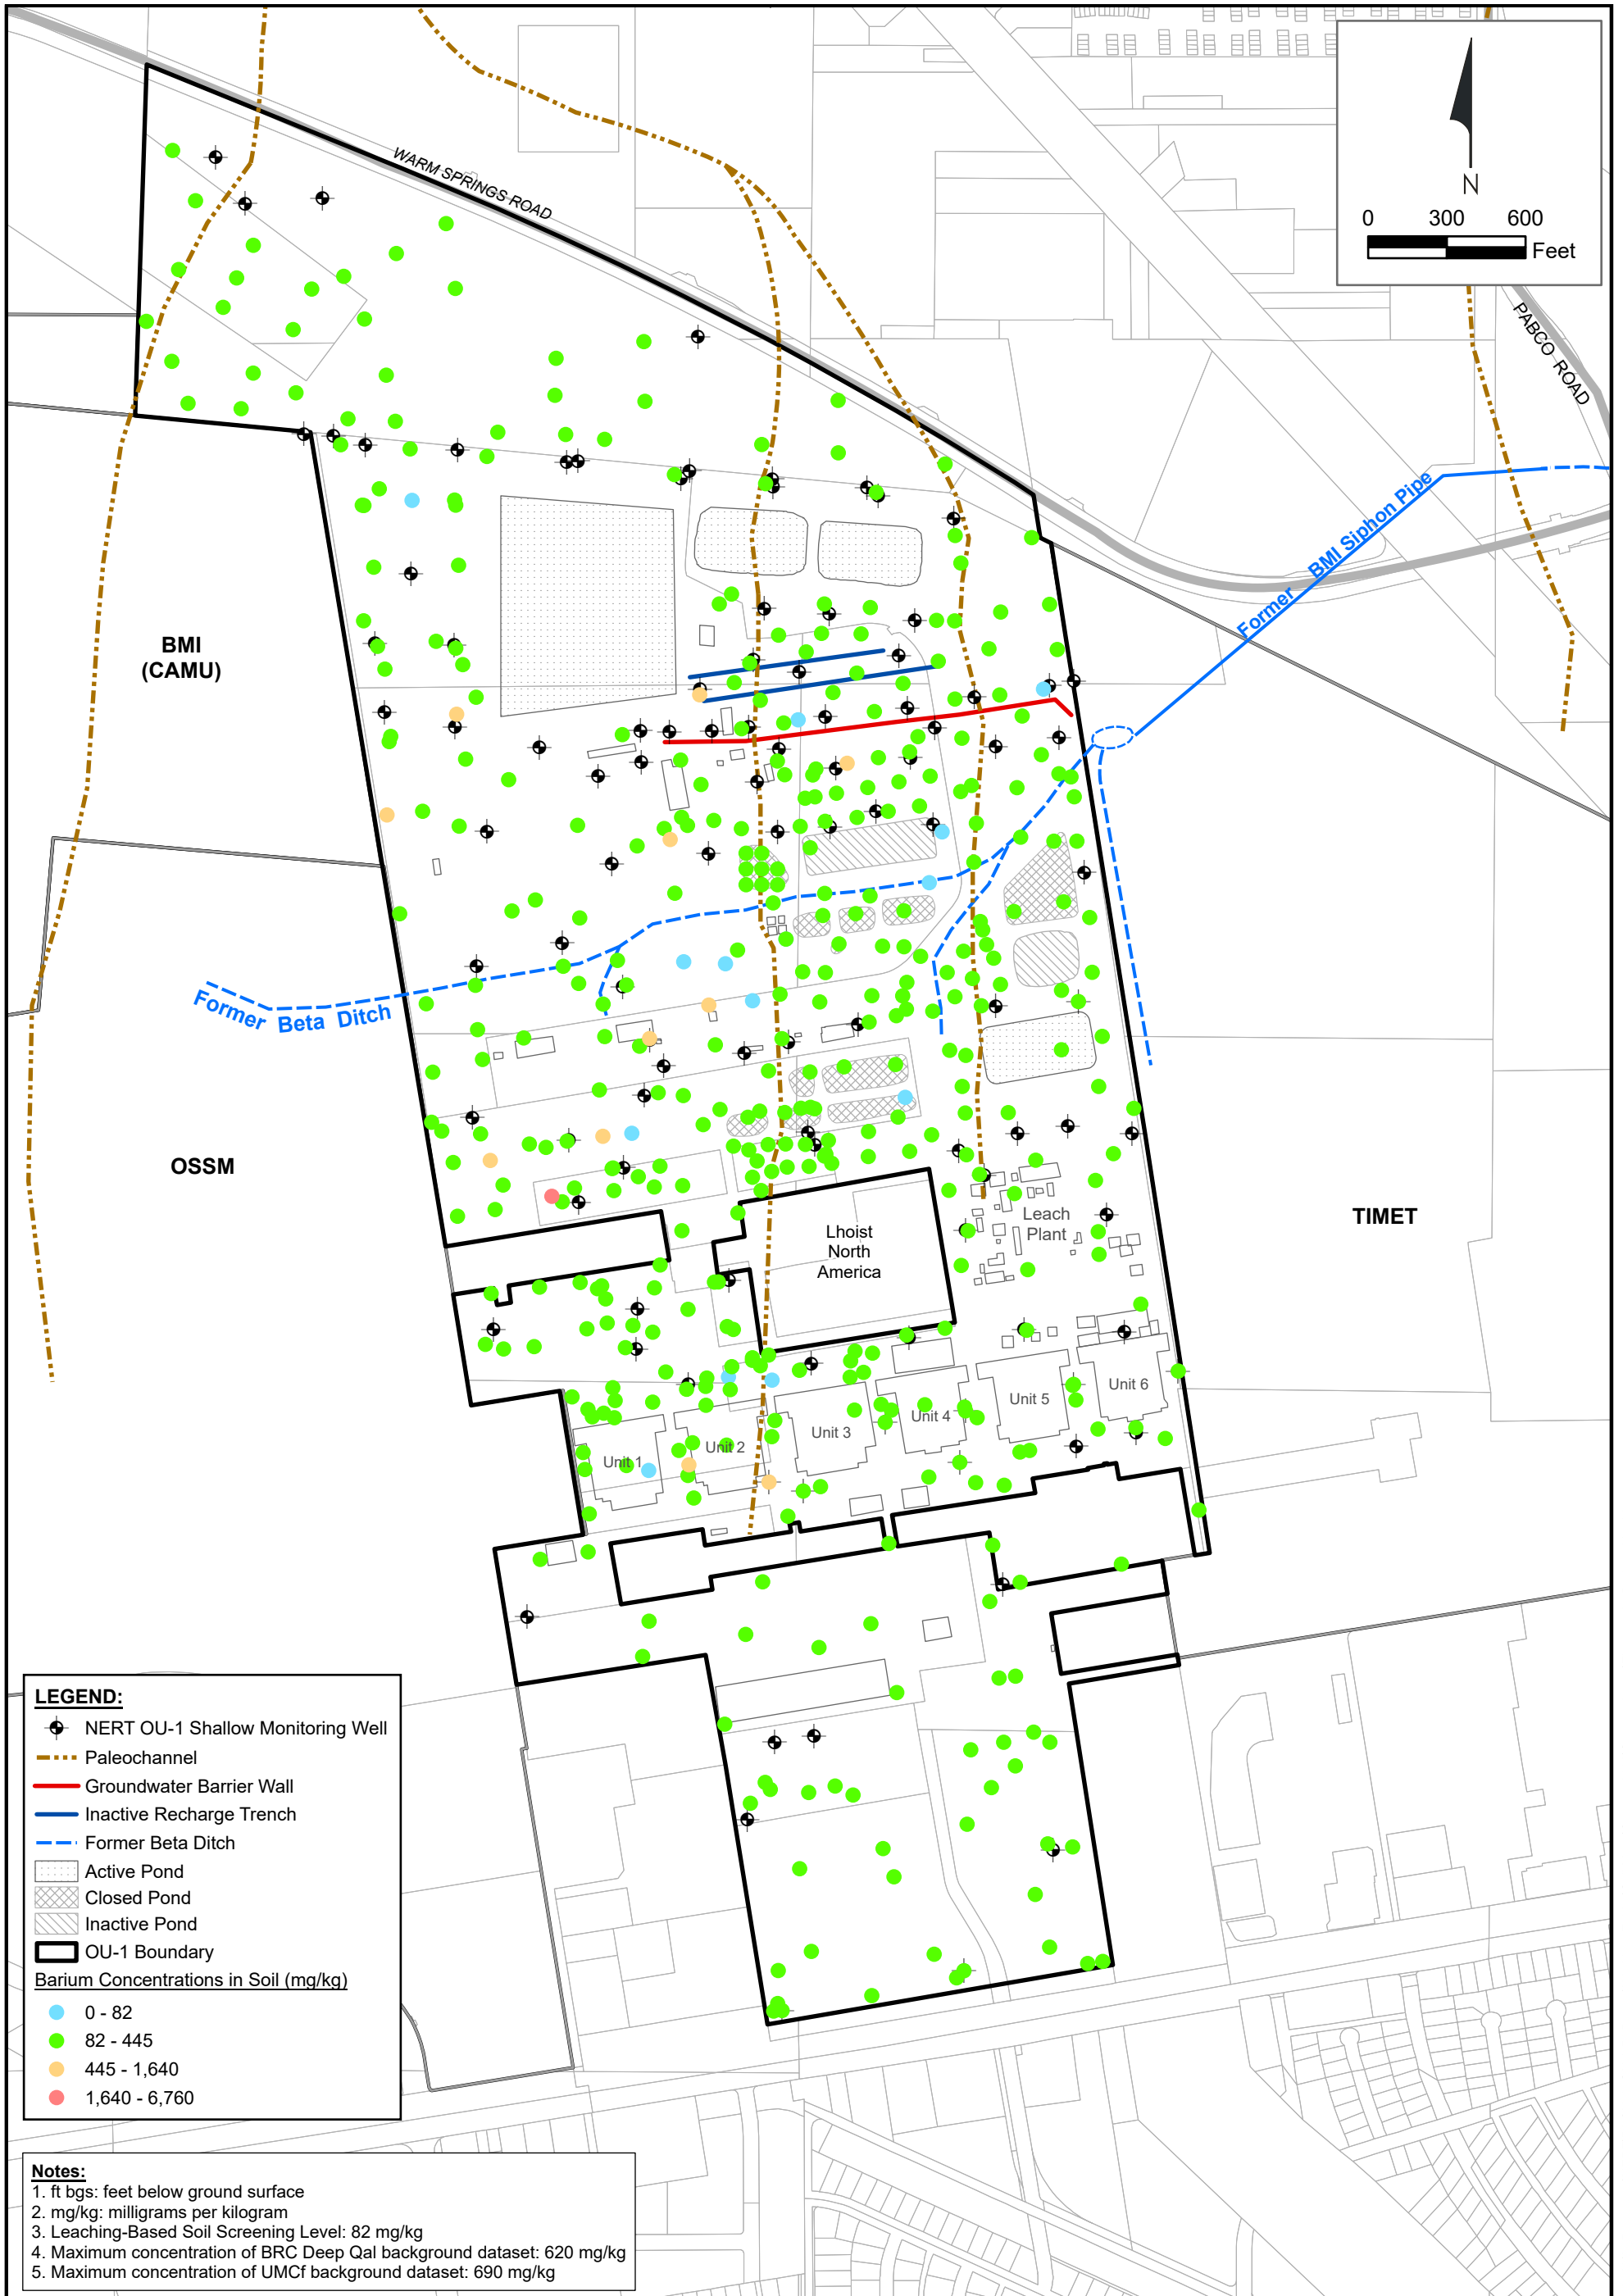 WARM SPRINGS ROAD
N
0 300 600
Feet
PABCO ROAD
Former BMI Siphon Pipe
BMI
(CAMU)
Former Beta Ditch
OSSM
TIMET
Lhoist
North
America
Leach
Plant
Unit 1
Unit 2
Unit 3
Unit 4
Unit 5
Unit 6
LEGEND:
NERT OU-1 Shallow Monitoring Well
Paleochannel
Groundwater Barrier Wall
Inactive Recharge Trench
Former Beta Ditch
Active Pond
Closed Pond
Inactive Pond
OU-1 Boundary
Barium Concentrations in Soil (mg/kg)
0 - 82
82 - 445
445 - 1,640
1,640 - 6,760
Notes:
1. ft bgs: feet below ground surface
2. mg/kg: milligrams per kilogram
3. Leaching-Based Soil Screening Level: 82 mg/kg
4. Maximum concentration of BRC Deep Qal background dataset: 620 mg/kg
5. Maximum concentration of UMCf background dataset: 690 mg/kg